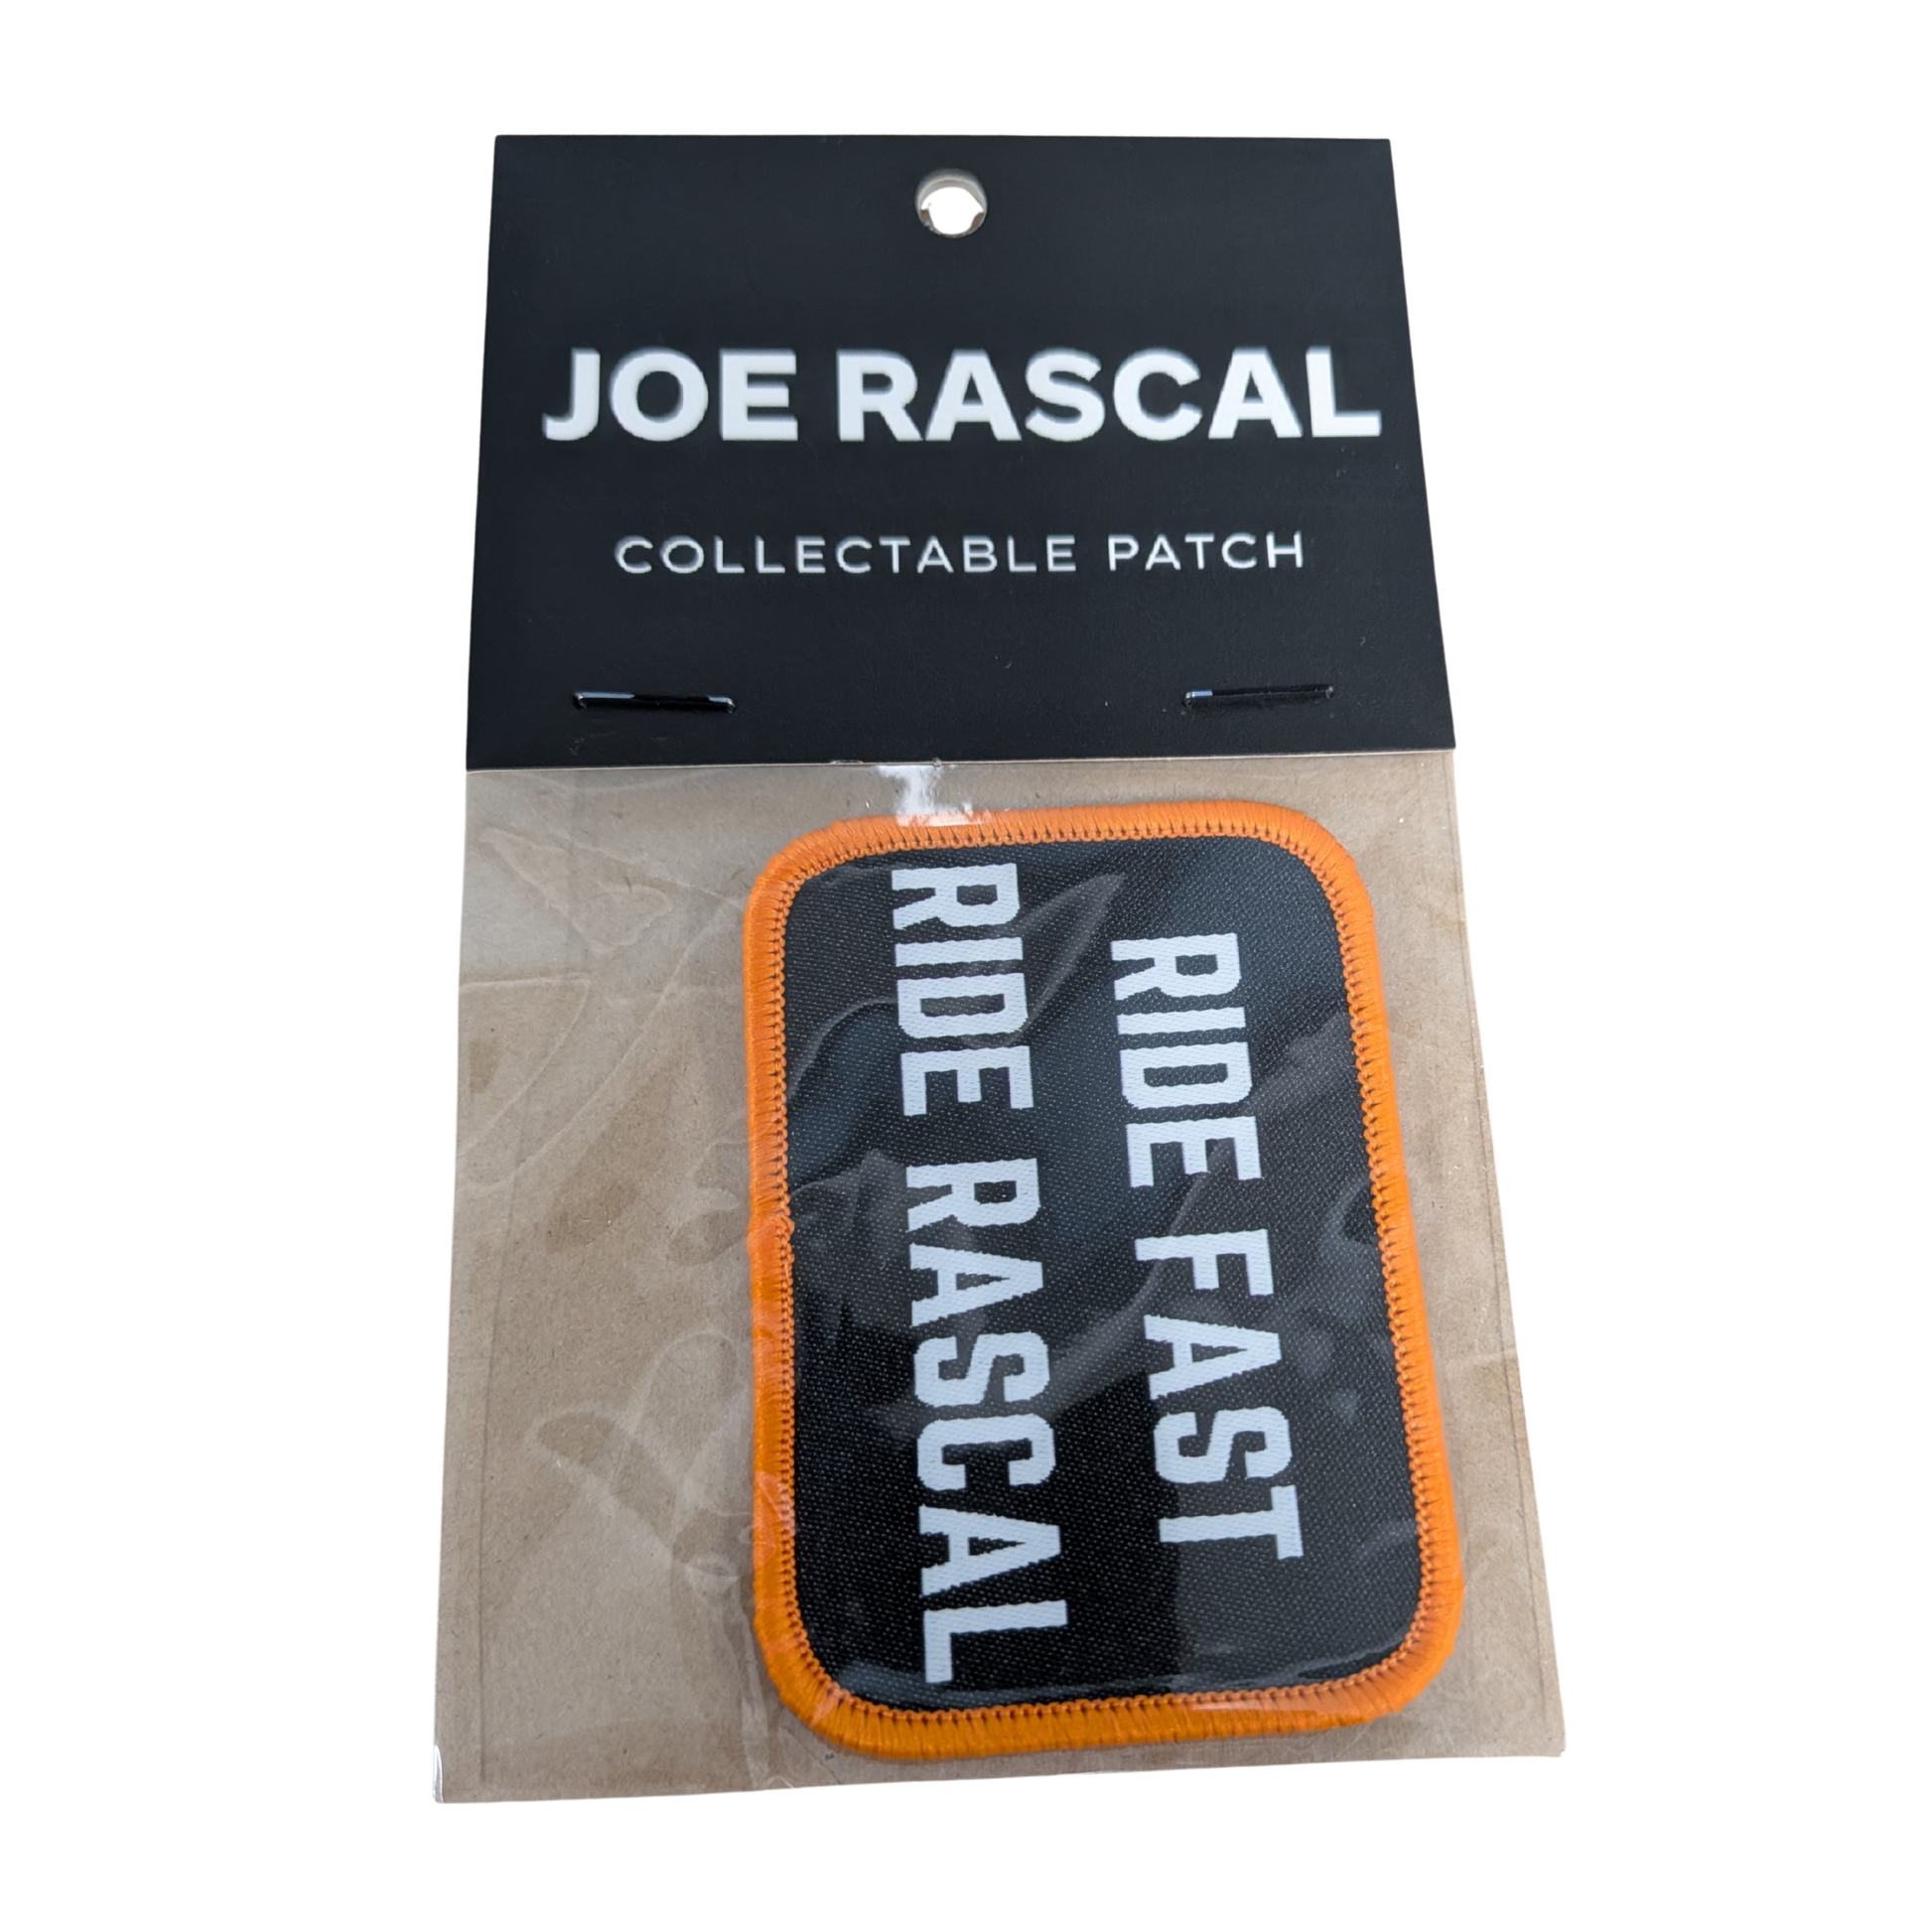 JOE RASCAL
COLLECTABLE PATCH
RIDE FAST
RIDE RASCAL